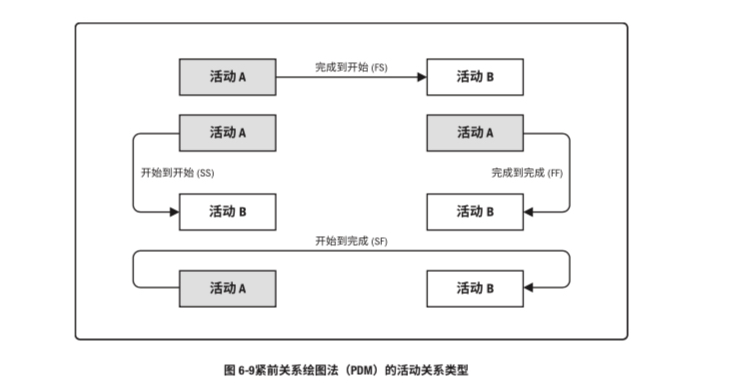 完成到开始 (FS)
活动 A
活动 B
活动 A
活动 A
开始到开始 (SS)
完成到完成 (FF)
活动 B
活动 B
开始到完成 (SF)
活动 A
活动 B
图 6-9紧前关系绘图法（PDM）的活动关系类型